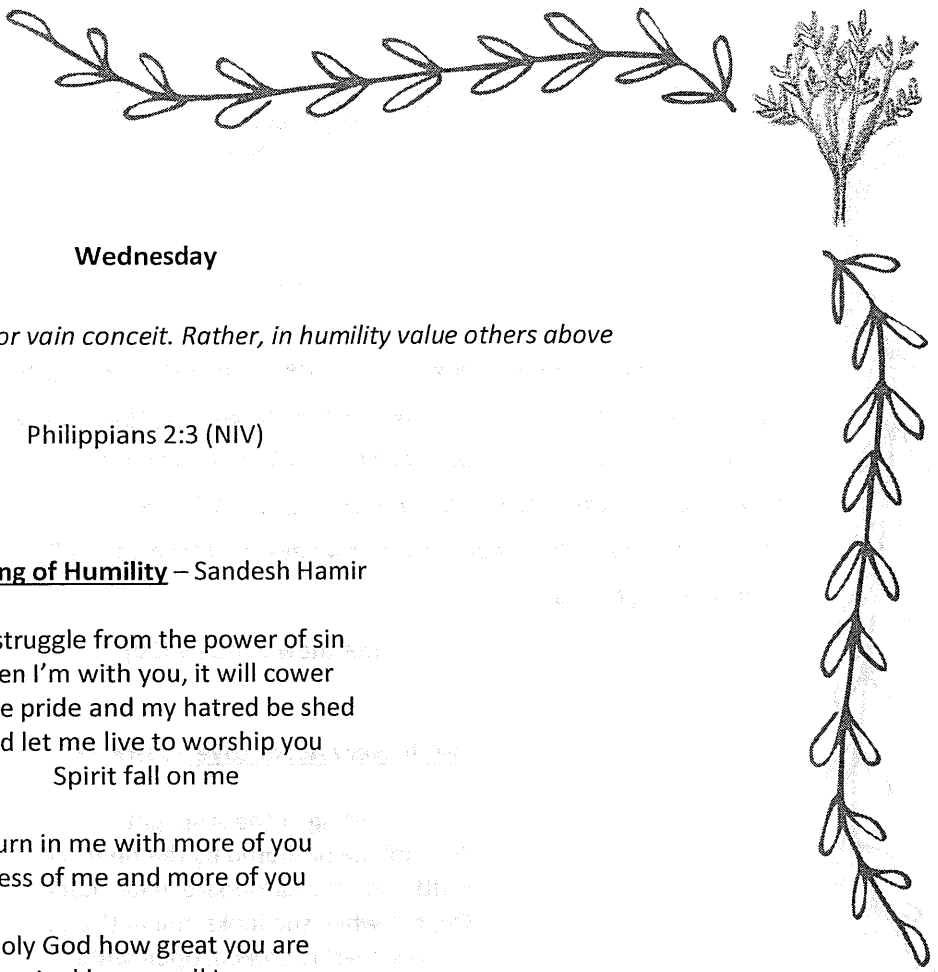 Wednesday
or vain conceit. Rather, in humility value others above
Philippians 2:3 (NIV)
ng of Humility – Sandesh Hamir
struggle from the power of sin
en I'm with you, it will cower
e pride and my hatred be shed
d let me live to worship you
Spirit fall on me
urn in me with more of you
ess of me and more of you
oly God how great you are